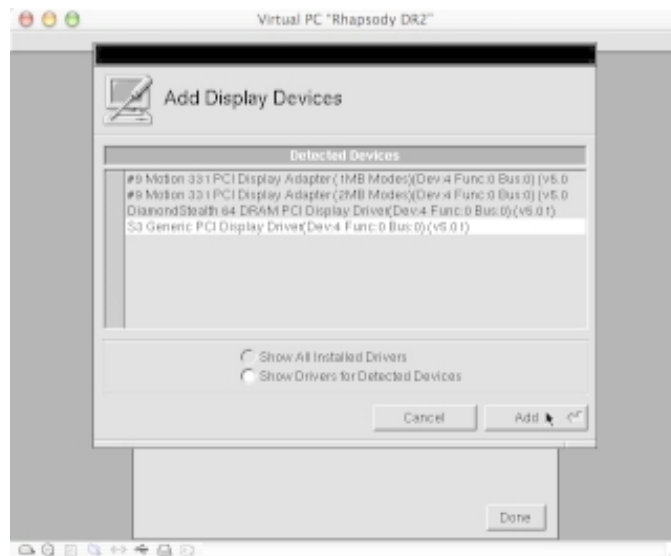 Virtual PC "Rhapsody DR2"
Add Display Devices
Detected Devices
#9 Motion 331 PCI Display Adapter (1MB Modes)(Dev:4 Func:0 Bus:0) (v5.0
#9 Motion 331 PCI Display Adapter (2MB Modes)(Dev:4 Func:0 Bus:0) (v5.0
DiamondStealth 64 DRAM PCI Display Driver(Dev:4 Func:0 Bus:0) (v5.01)
S3 Generic PCI Display Driver(Dev:4 Func:0 Bus:0) (v5.01)
Show All Installed Drivers
Show Drivers for Detected Devices
Cancel
Add
Done